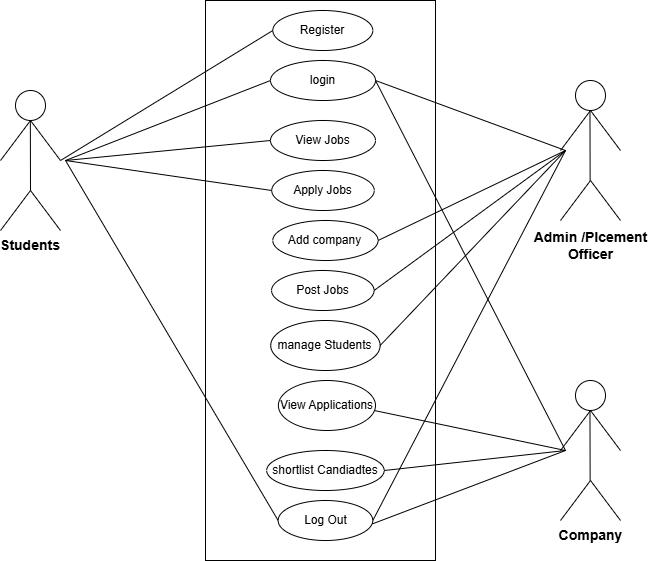 Register
login
View Jobs
Apply Jobs
Students
Add company
Admin /Plcement
Officer
Post Jobs
manage Students
View Applications
shortlist Candiadtes
Log Out
Company